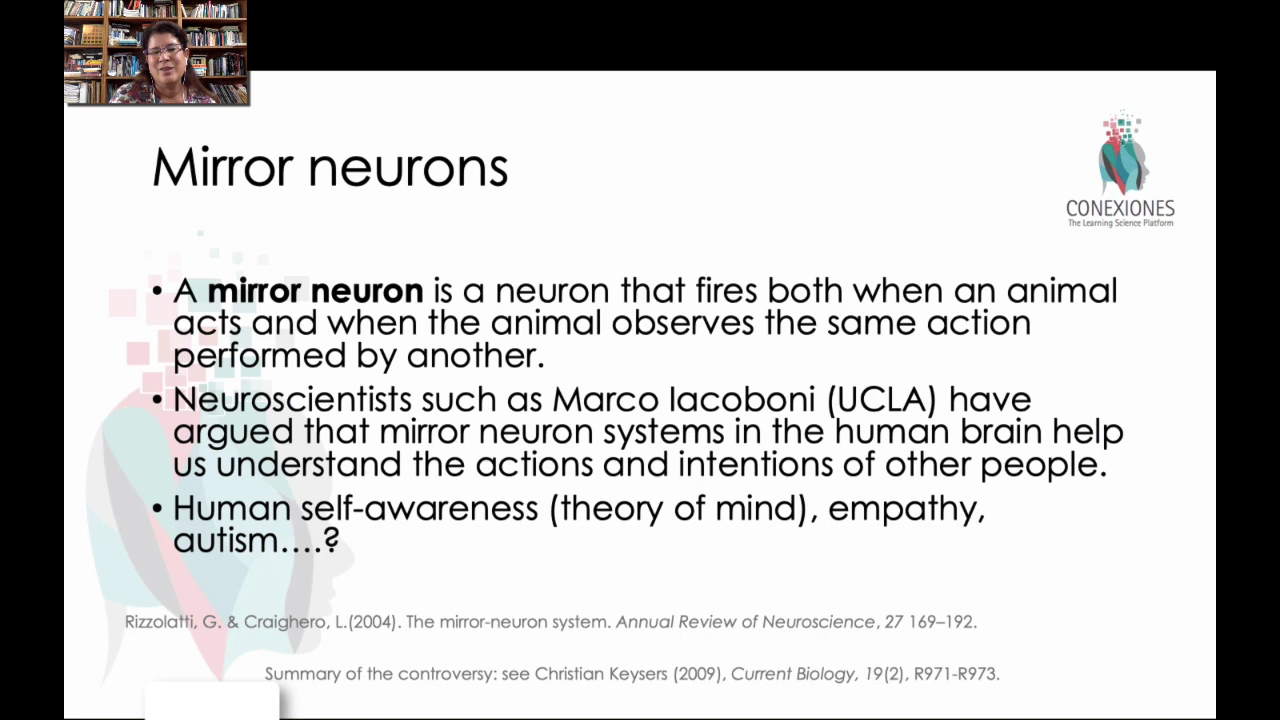 Mirror neurons
CONEXIONES
The Learning Science Platform
• A mirror neuron is a neuron that fires both when an animal
acts and when the animal observes the same action
performed by another.
• Neuroscientists such as Marco Iacoboni (UCLA) have
argued that mirror neuron systems in the human brain help
us understand the actions and intentions of other people.
• Human self-awareness (theory of mind), empathy,
autism….?
Rizzolatti, G. & Craighero, L.(2004). The mirror-neuron system. Annual Review of Neuroscience, 27 169–192.
Summary of the controversy: see Christian Keysers (2009), Current Biology, 19(2), R971-R973.